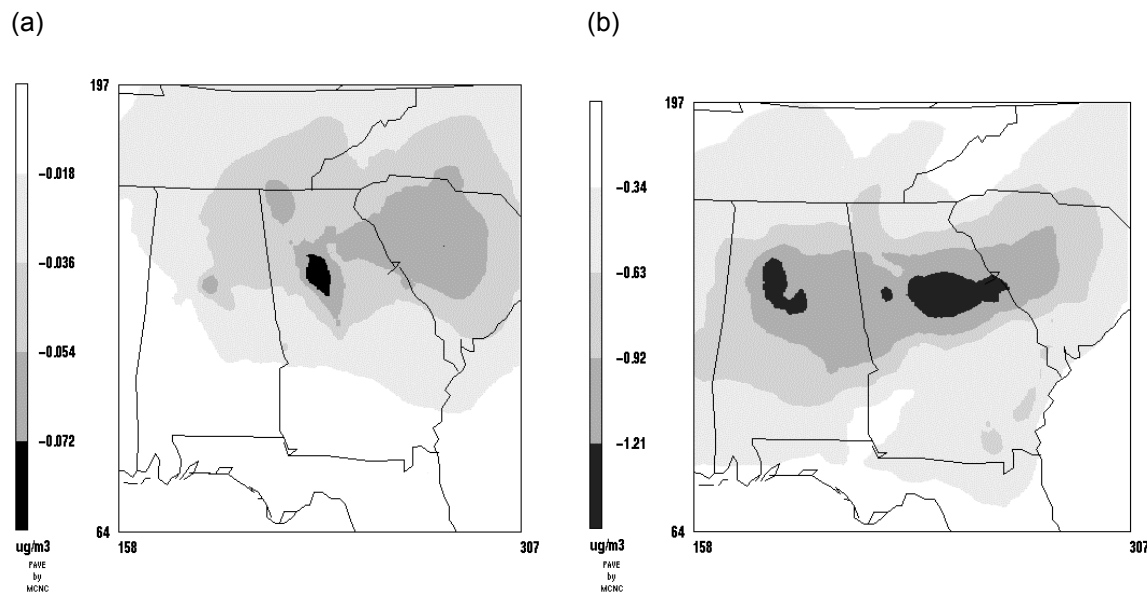 (a)
(b)
197
-0.018
-0.036
-0.054
-0.072
ug/m3
PAVE
by
MCNC
64
158
307
197
-0.34
-0.63
-0.92
-1.21
ug/m3
PAVE
by
MCNC
64
158
307